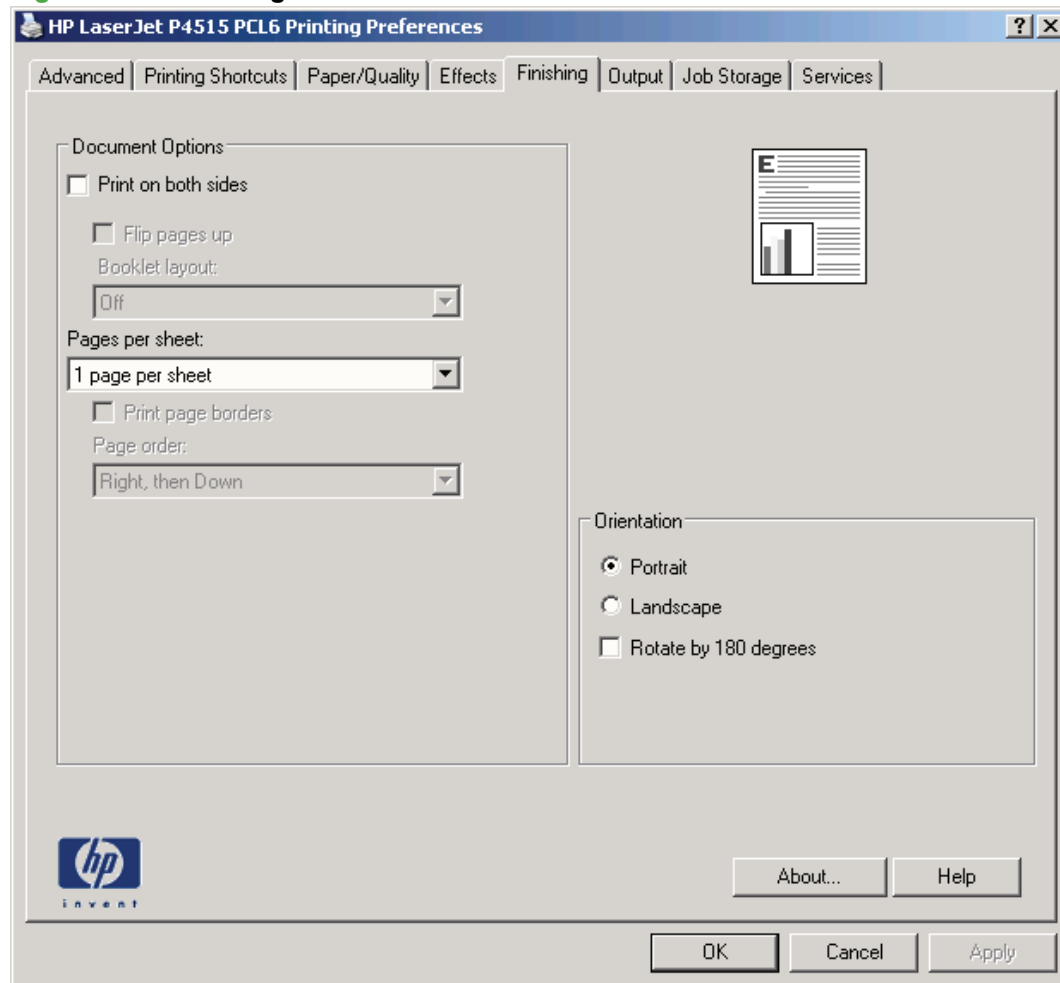 HP LaserJet P4515 PCL6 Printing Preferences
Advanced Printing Shortcuts Paper/Quality Effects Finishing Output Job Storage Services
Document Options
Print on both sides
Flip pages up
Booklet layout:
Off
Pages per sheet:
1 page per sheet
Print page borders
Page order:
Right, then Down
E
Orientation
Portrait
Landscape
Rotate by 180 degrees
hp
invent
About... Help
OK Cancel Apply